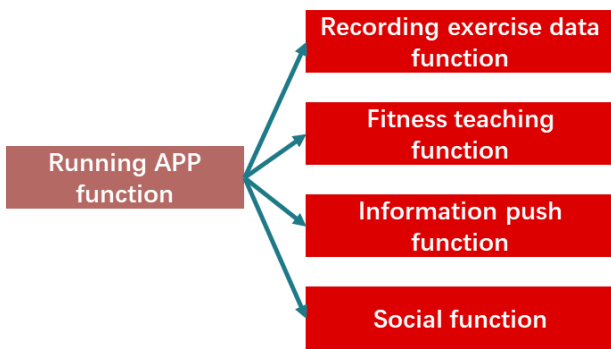 Running APP
function
Recording exercise data
function
Fitness teaching
function
Information push
function
Social function